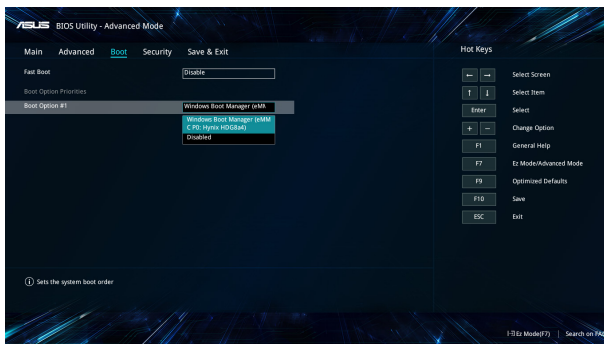 ASUS BIOS Utility - Advanced Mode
Main Advanced Boot Security Save & Exit
Hot Keys
Fast Boot Disable
Boot Option Priorities
Boot Option #1 Windows Boot Manager (eMM
Windows Boot Manager (eMM
C P0: Hynix HDG8a4)
Disabled
← → Select Screen
↑ ↓ Select Item
Enter Select
+ − Change Option
F1 General Help
F7 Ez Mode/Advanced Mode
F9 Optimized Defaults
F10 Save
ESC Exit
Sets the system boot order
Ez Mode(F7) | Search on FAQ